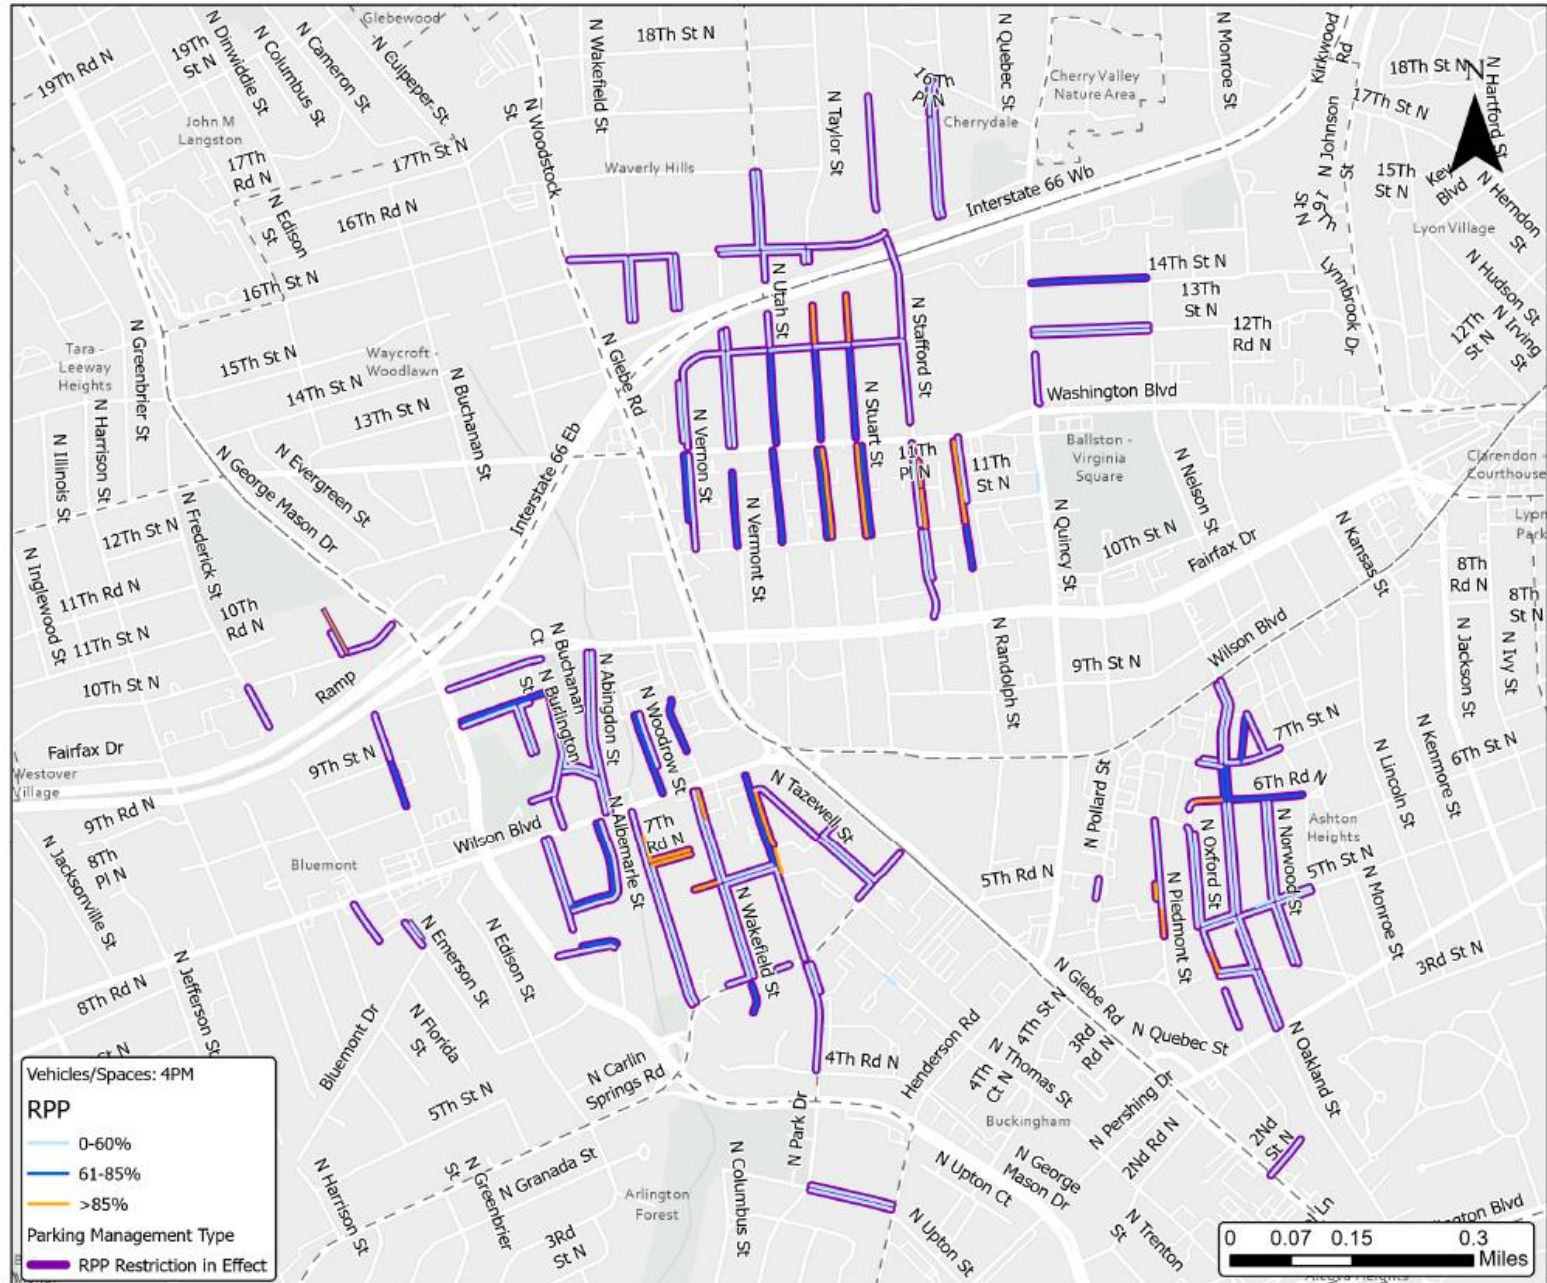 Glebewood
18Th St N
19Th Rd N
19Th
St N
N Dinwiddie St
N Columbus St
N Cameron St
N Culpeper St
N Woodstock
St
N Wakefield St
N Taylor St
16Th
Pl N
N Quebec St
Cherry Valley
Nature Area
Cherrydale
N Monroe St
Kirkwood
Rd
18Th St N
N
N Hartford St
17Th St N
N Johnson
St
John M
Langston
17Th
Rd N
17Th St N
Waverly Hills
Interstate 66 Wb
15Th
St N
Key
Blvd
N Herndon
St
16Th
St N
Lyon Village
N Edison
St
16Th Rd N
16Th St N
N Utah St
14Th St N
13Th
St N
Lynnbrook Dr
N Hudson St
N Irving
St
12Th
St N
12Th
Rd N
N Greenbrier St
Tara -
Leeway
Heights
15Th St N
Waycroft -
Woodlawn
14Th St N
13Th St N
N Glebe Rd
N Stafford St
N Buchanan St
Washington Blvd
N Harrison St
N Illinois St
N Stuart St
N Vernon St
Ballston -
Virginia
Square
Clarendon -
Courthouse
N George
Mason Dr
N Evergreen St
Interstate 66 Eb
11Th
Pl N
11Th
St N
N Nelson St
N Frederick St
12Th St N
N Vermont St
N Quincy St
10Th St N
Fairfax Dr
N Kansas St
Lyon
Park
N Inglewood St
11Th Rd N
11Th St N
10Th
Rd N
8Th
Rd N
8Th
St N
10Th St N
Ramp
N Buchanan
Ct
N Burlington
St
N Abingdon St
N Woodrow St
N Randolph St
9Th St N
Wilson Blvd
N Jackson St
N Ivy St
Fairfax Dr
Westover
Village
9Th St N
7Th St N
6Th St N
N Kenmore St
N Lincoln St
9Th Rd N
8Th
Pl N
N Jacksonville St
Wilson Blvd
Bluemont
N Albemarle St
7Th
Rd N
N Tazewell St
N Pollard St
6Th Rd N
Ashton
Heights
N Oxford St
N Norwood St
5Th St N
5Th Rd N
N Piedmont St
N Monroe St
3Rd St N
N Emerson St
N Edison St
N Wakefield St
8Th Rd N
N Jefferson St
Bluemont Dr
N Florida
St
N Glebe Rd
N Quebec St
N Oakland St
St N
N Carlin
Springs Rd
4Th Rd N
Henderson Rd
4Th St N
3Rd
Rd N
N Thomas St
4Th
Ct N
5Th St N
Buckingham
N Pershing Dr
2Nd Rd N
2Nd
St N
N Park Dr
N Columbus St
N Granada St
N Greenbrier
St
N Harrison St
Arlington
Forest
3Rd
St N
N Upton Ct
N Upton St
N George
Mason Dr
N Trenton
St
Vehicles/Spaces: 4PM
RPP
0-60%
61-85%
>85%
Parking Management Type
RPP Restriction in Effect
0 0.07 0.15 0.3
Miles